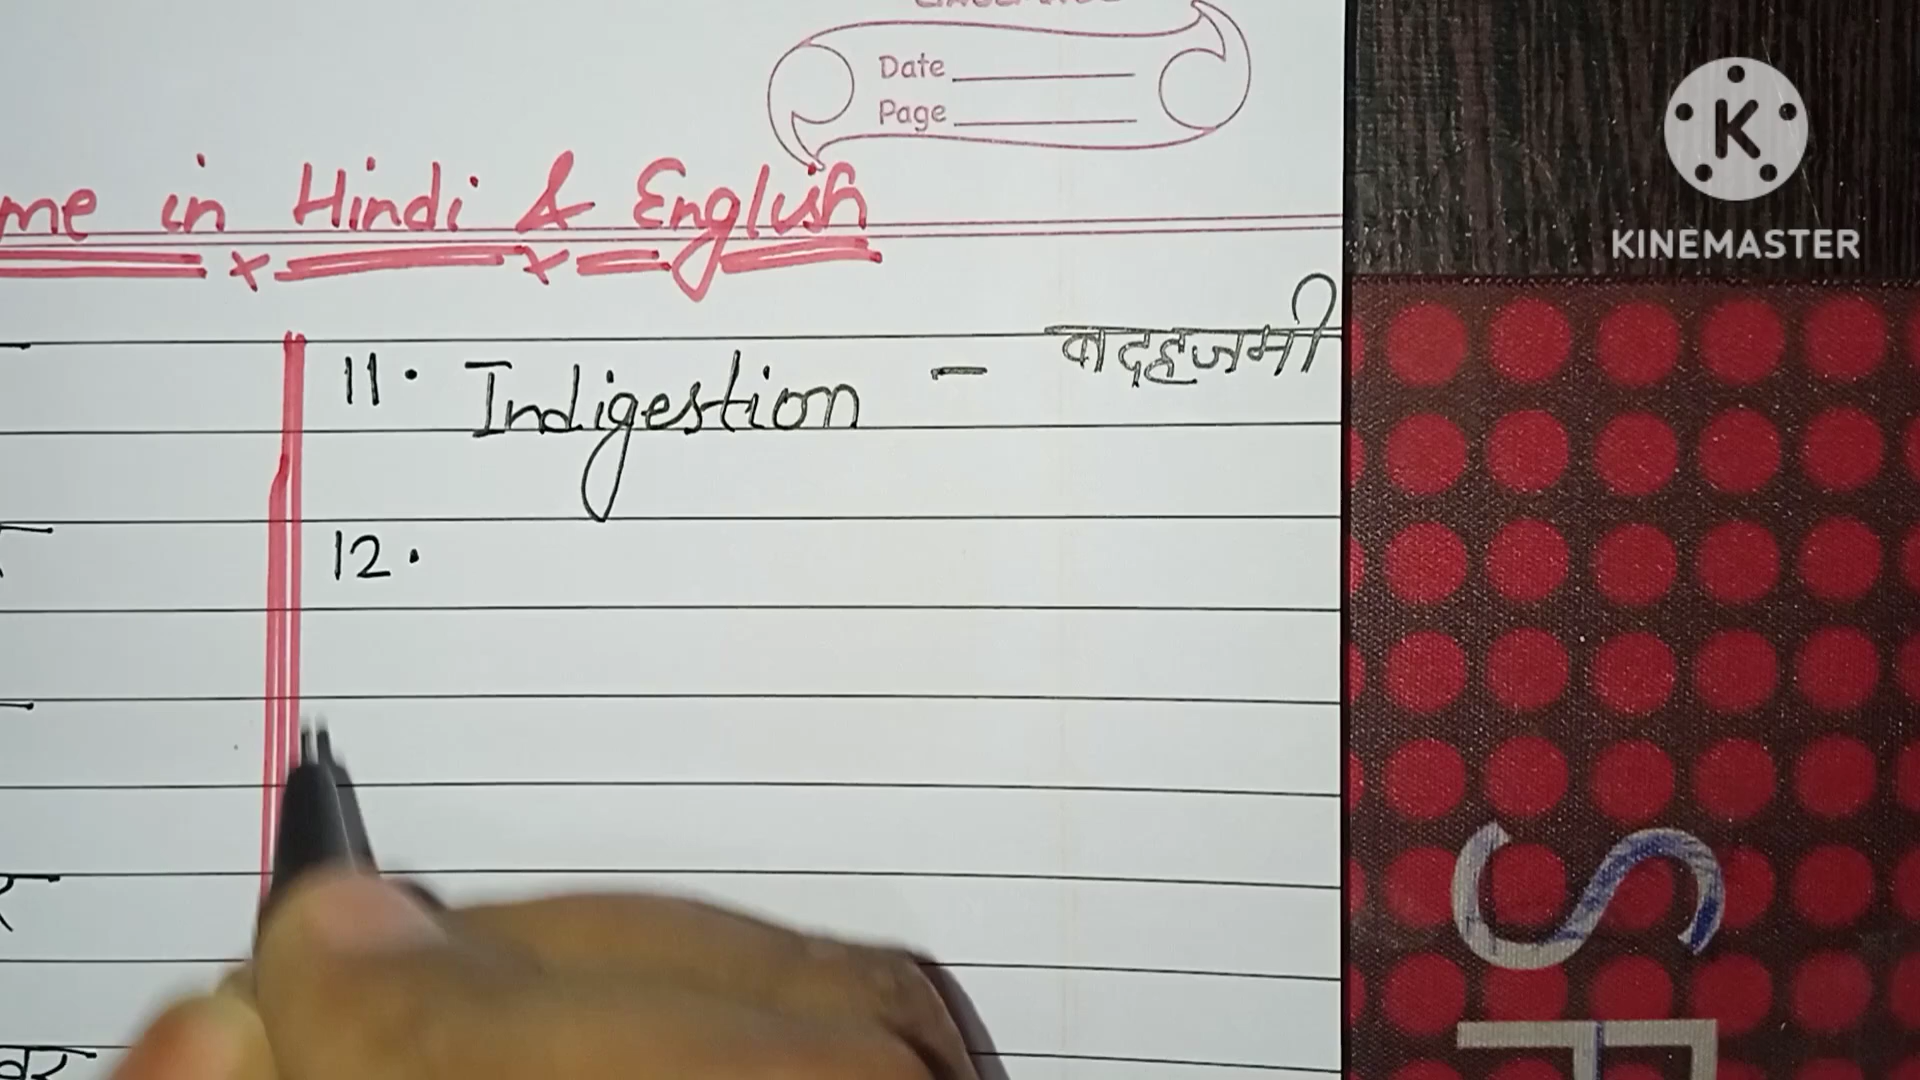 Date
Page
me in Hindi & English
11. Indigestion - बदहजमी
12.
KINEMASTER